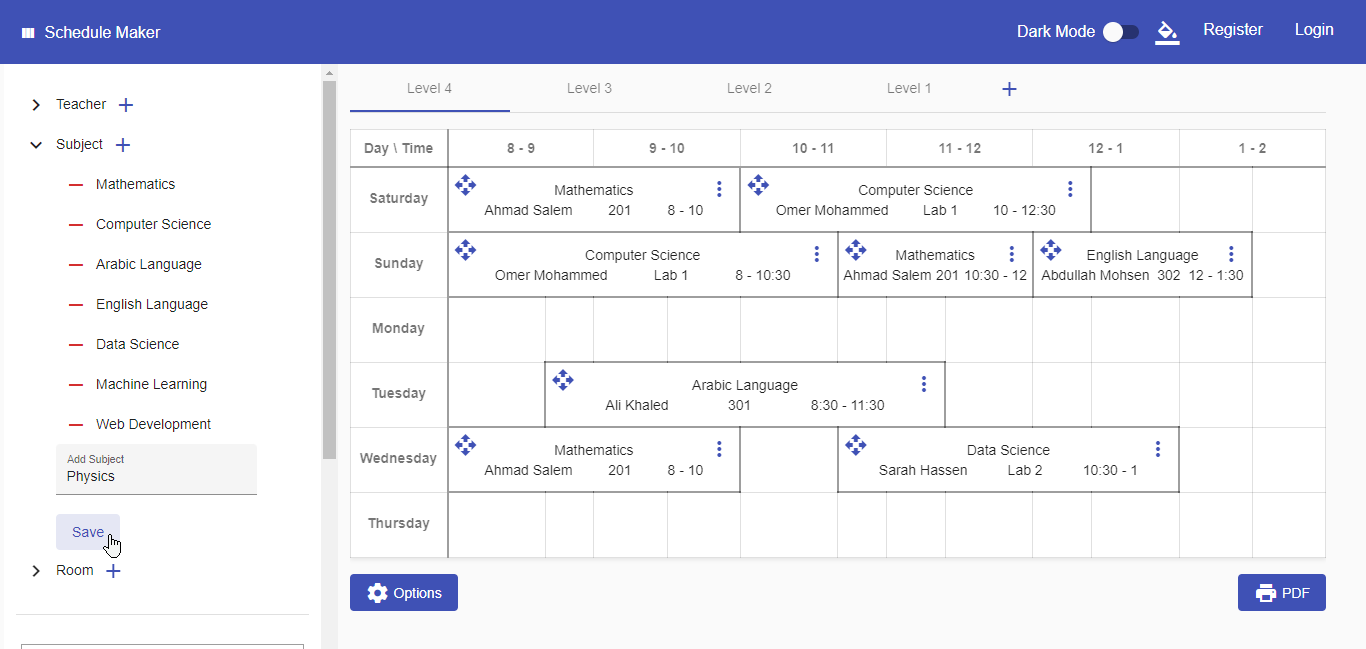 Schedule Maker
Dark Mode
Register
Login
Teacher
Subject
Mathematics
Computer Science
Arabic Language
English Language
Data Science
Machine Learning
Web Development
Add Subject
Physics
Save
Room
Level 4 Level 3 Level 2 Level 1
Day \ Time 8 - 9 9 - 10 10 - 11 11 - 12 12 - 1 1 - 2
Saturday
Mathematics
Ahmad Salem 201 8 - 10
Computer Science
Omer Mohammed Lab 1 10 - 12:30
Sunday
Computer Science
Omer Mohammed Lab 1 8 - 10:30
Mathematics
Ahmad Salem 201 10:30 - 12
English Language
Abdullah Mohsen 302 12 - 1:30
Monday
Tuesday
Arabic Language
Ali Khaled 301 8:30 - 11:30
Wednesday
Mathematics
Ahmad Salem 201 8 - 10
Data Science
Sarah Hassen Lab 2 10:30 - 1
Thursday
Options
PDF